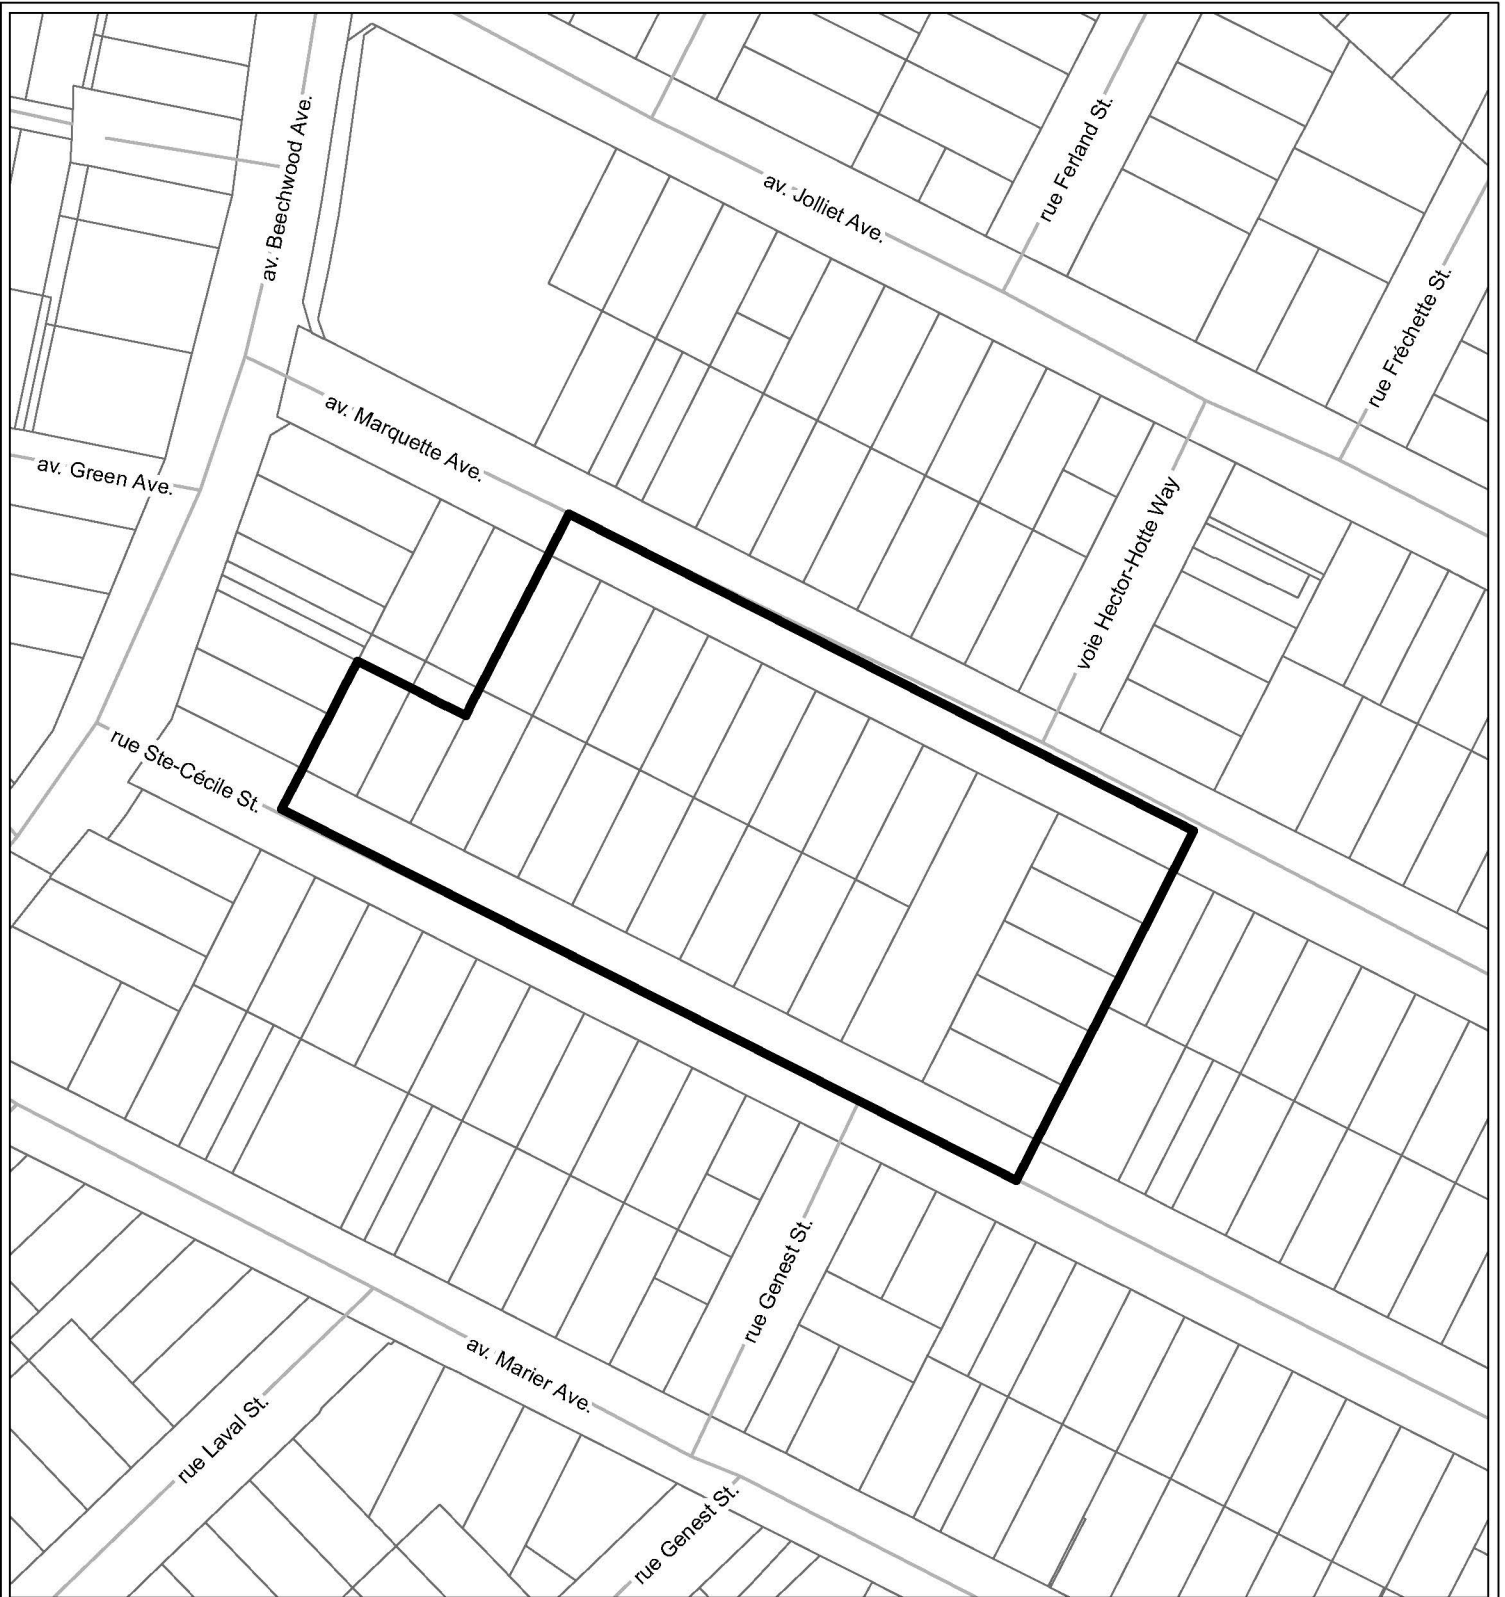 av. Beechwood Ave.
rue Ferland St.
av. Jolliet Ave.
rue Fréchette St.
av. Marquette Ave.
av. Green Ave.
voie Hector-Hotte Way
rue Ste-Cécile St.
rue Genest St.
av. Marier Ave.
rue Laval St.
rue Genest St.